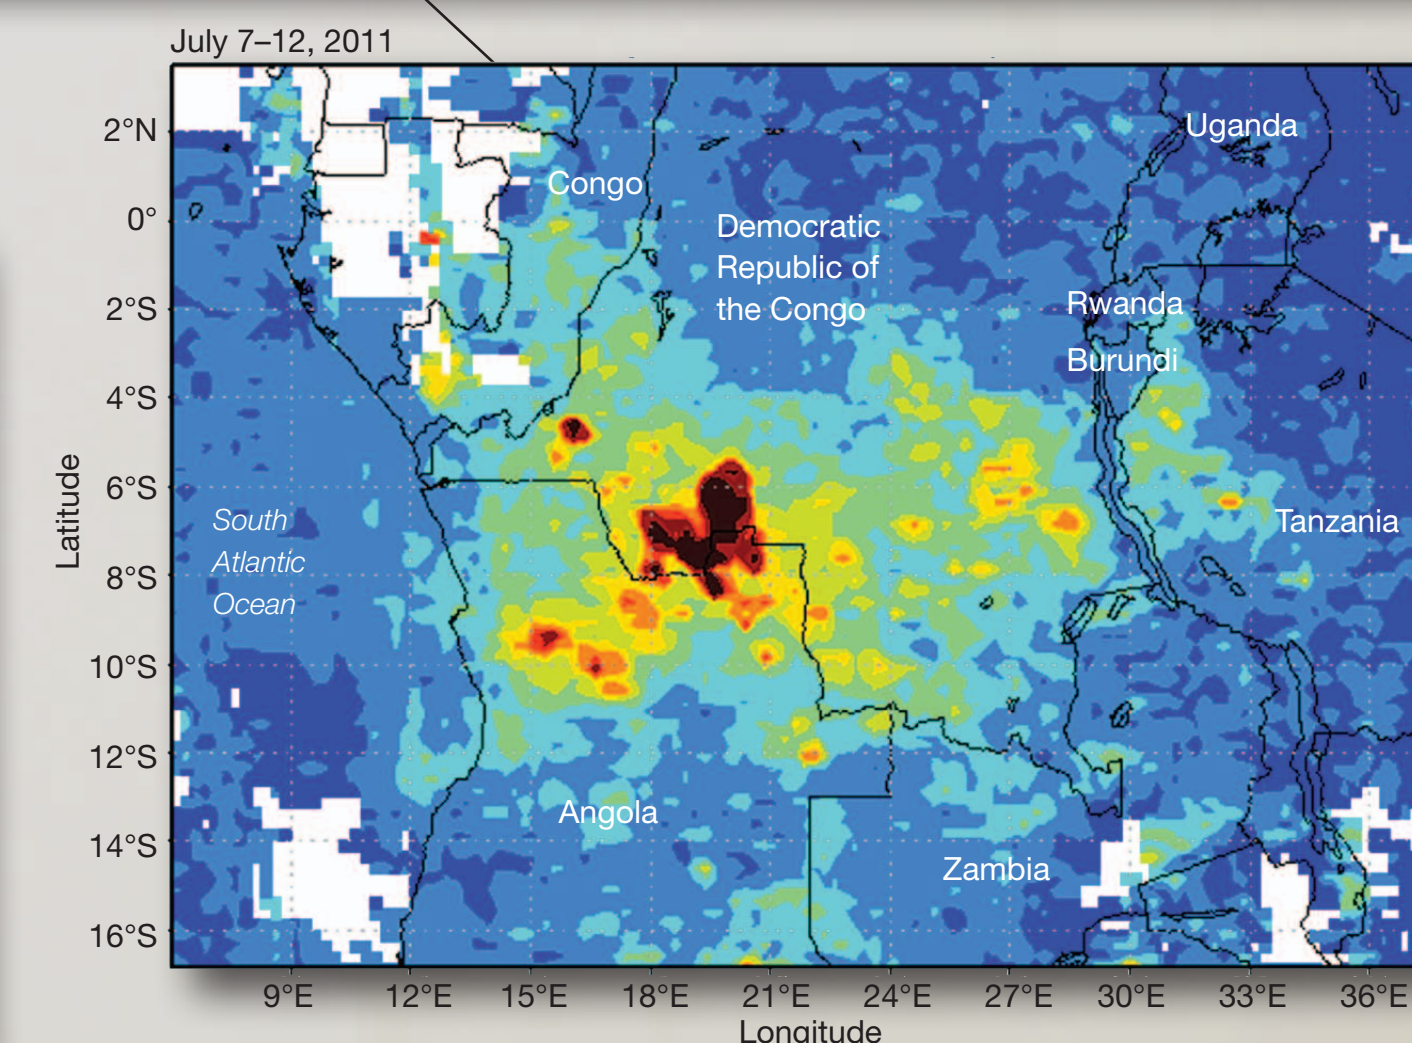 July 7–12, 2011
2°N
0°
2°S
4°S
6°S
8°S
10°S
12°S
14°S
16°S
Latitude
Uganda
Congo
Democratic
Republic of
the Congo
Rwanda
Burundi
South
Atlantic
Ocean
Tanzania
Angola
Zambia
9°E
12°E
15°E
18°E
21°E
24°E
27°E
30°E
33°E
36°E
Longitude